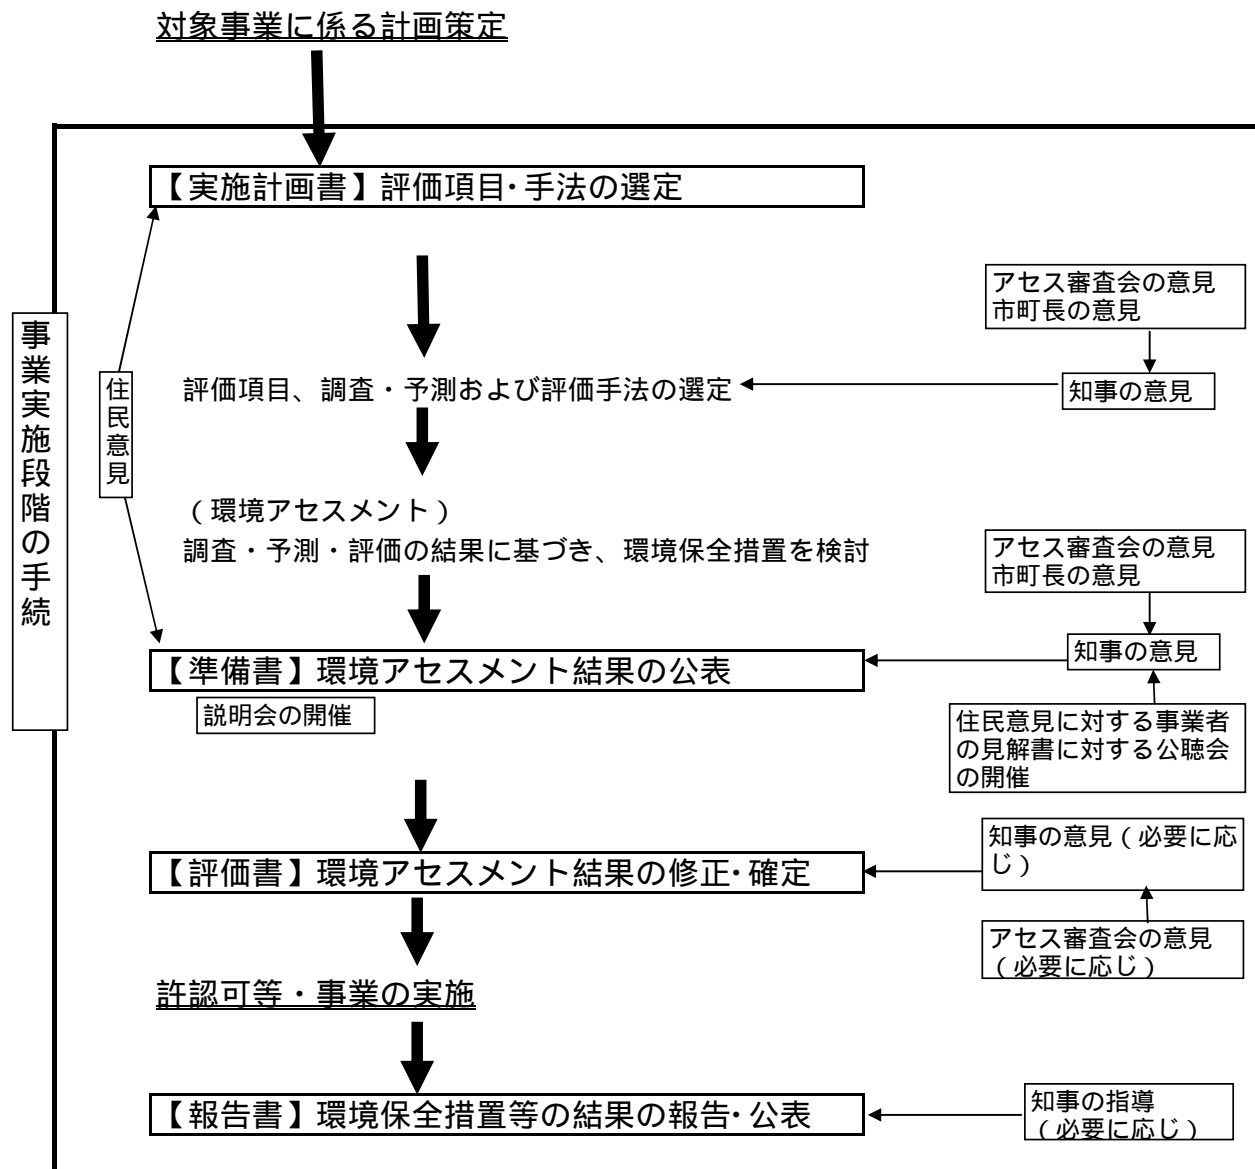 対象事業に係る計画策定
【実施計画書】評価項目・手法の選定
アセス審査会の意見
市町長の意見
事業実施段階の手続
住民意見
評価項目、調査・予測および評価手法の選定
知事の意見
（環境アセスメント）
調査・予測・評価の結果に基づき、環境保全措置を検討
アセス審査会の意見
市町長の意見
【準備書】環境アセスメント結果の公表
知事の意見
説明会の開催
住民意見に対する事業者
の見解書に対する公聴会
の開催
【評価書】環境アセスメント結果の修正・確定
知事の意見（必要に応
じ）
アセス審査会の意見
（必要に応じ）
許認可等・事業の実施
【報告書】環境保全措置等の結果の報告・公表
知事の指導
（必要に応じ）